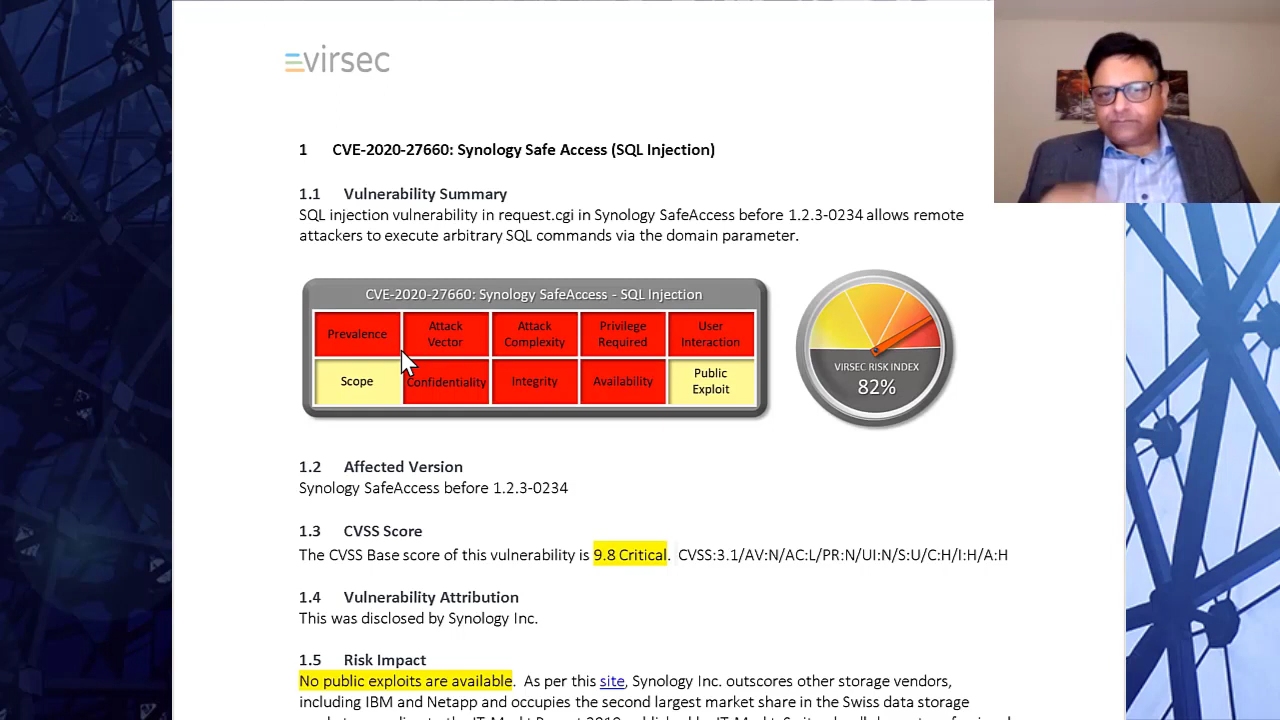 virsec
1 CVE-2020-27660: Synology Safe Access (SQL Injection)
1.1 Vulnerability Summary
SQL injection vulnerability in request.cgi in Synology SafeAccess before 1.2.3-0234 allows remote
attackers to execute arbitrary SQL commands via the domain parameter.
CVE-2020-27660: Synology SafeAccess - SQL Injection
Prevalence
Attack
Vector
Attack
Complexity
Privilege
Required
User
Interaction
Scope
Confidentiality
Integrity
Availability
Public
Exploit
VIRSEC RISK INDEX
82%
1.2 Affected Version
Synology SafeAccess before 1.2.3-0234
1.3 CVSS Score
The CVSS Base score of this vulnerability is 9.8 Critical. CVSS:3.1/AV:N/AC:L/PR:N/UI:N/S:U/C:H/I:H/A:H
1.4 Vulnerability Attribution
This was disclosed by Synology Inc.
1.5 Risk Impact
No public exploits are available. As per this site, Synology Inc. outscores other storage vendors,
including IBM and Netapp and occupies the second largest market share in the Swiss data storage